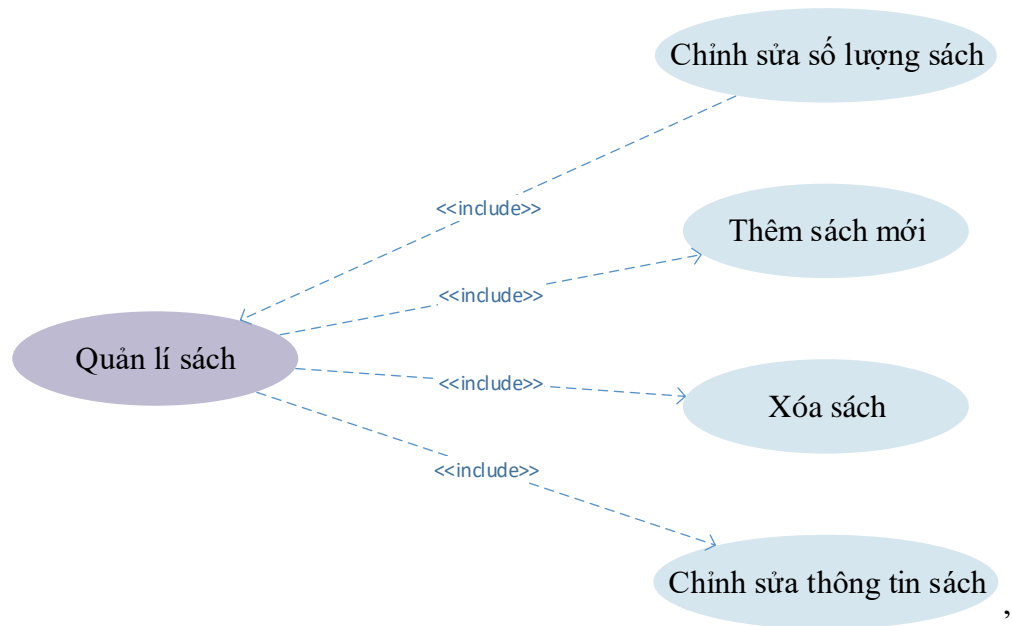 Chỉnh sửa số lượng sách
<<include>>
Thêm sách mới
<<include>>
Quản lí sách
<<include>>
Xóa sách
<<include>>
Chỉnh sửa thông tin sách
,